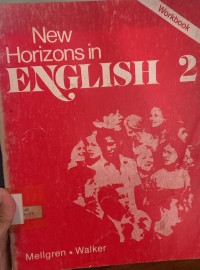 Workbook
New
Horizons in
ENGLISH 2
Mellgren • Walker